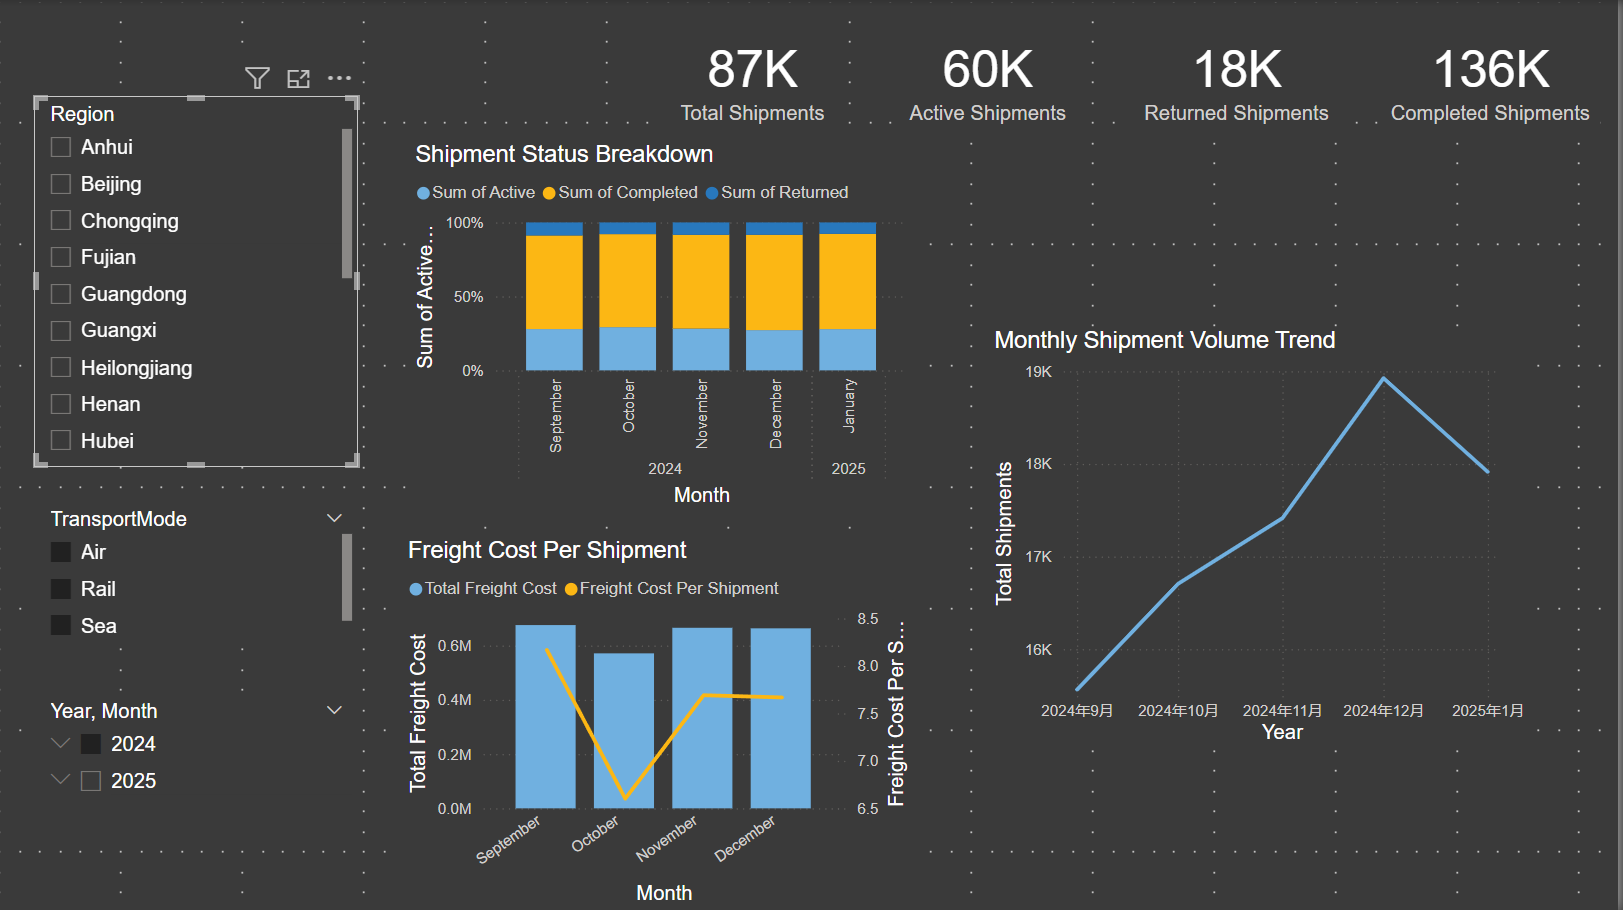 87K
Total Shipments
60K
Active Shipments
18K
Returned Shipments
136K
Completed Shipments
Region
Anhui
Beijing
Chongqing
Fujian
Guangdong
Guangxi
Heilongjiang
Henan
Hubei
TransportMode
Air
Rail
Sea
Year, Month
2024
2025
Shipment Status Breakdown
Sum of Active Sum of Completed Sum of Returned
Sum of Active...
100%
50%
0%
September
October
November
December
January
2024
2025
Month
Freight Cost Per Shipment
Total Freight Cost Freight Cost Per Shipment
Total Freight Cost
0.6M
0.4M
0.2M
0.0M
8.5
8.0
7.5
7.0
6.5
Freight Cost Per S...
September
October
November
December
Month
Monthly Shipment Volume Trend
Total Shipments
19K
18K
17K
16K
2024年9月
2024年10月
2024年11月
2024年12月
2025年1月
Year